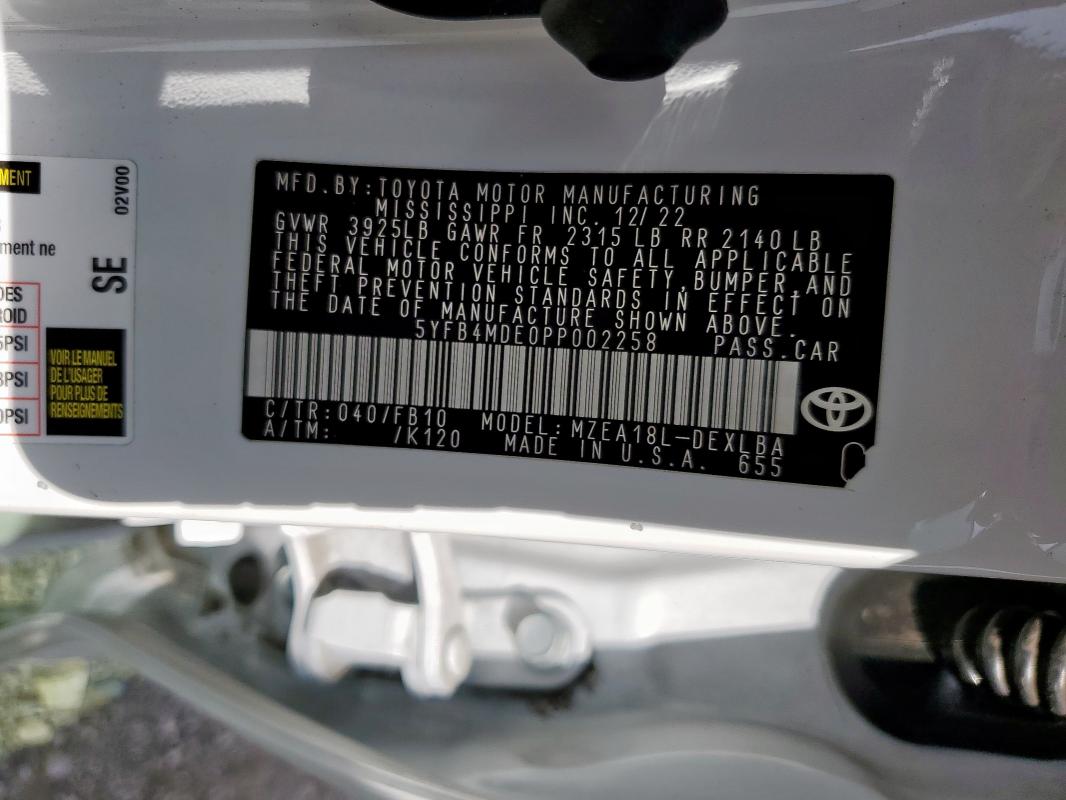 MENT
02V00
ment ne
SE
DES
ROID
5PSI
PSI
0PSI
VOIR LE MANUEL
DE L'USAGER
POUR PLUS DE
RENSEIGNEMENTS
MFD. BY: TOYOTA MOTOR MANUFACTURING
MISSISSIPPI INC. 12/22
GVWR 3925LB GAWR FR 2315 LB RR 2140 LB
THIS VEHICLE CONFORMS TO ALL APPLICABLE
FEDERAL MOTOR VEHICLE SAFETY, BUMPER, AND
THEFT PREVENTION STANDARDS IN EFFECT ON
THE DATE OF MANUFACTURE SHOWN ABOVE.
5YFB4MDE0PP002258 PASS. CAR
C/TR: 040/FB10 MODEL: MZEA18L-DEXLBA
A/TM: /K120 MADE IN U.S.A. 655